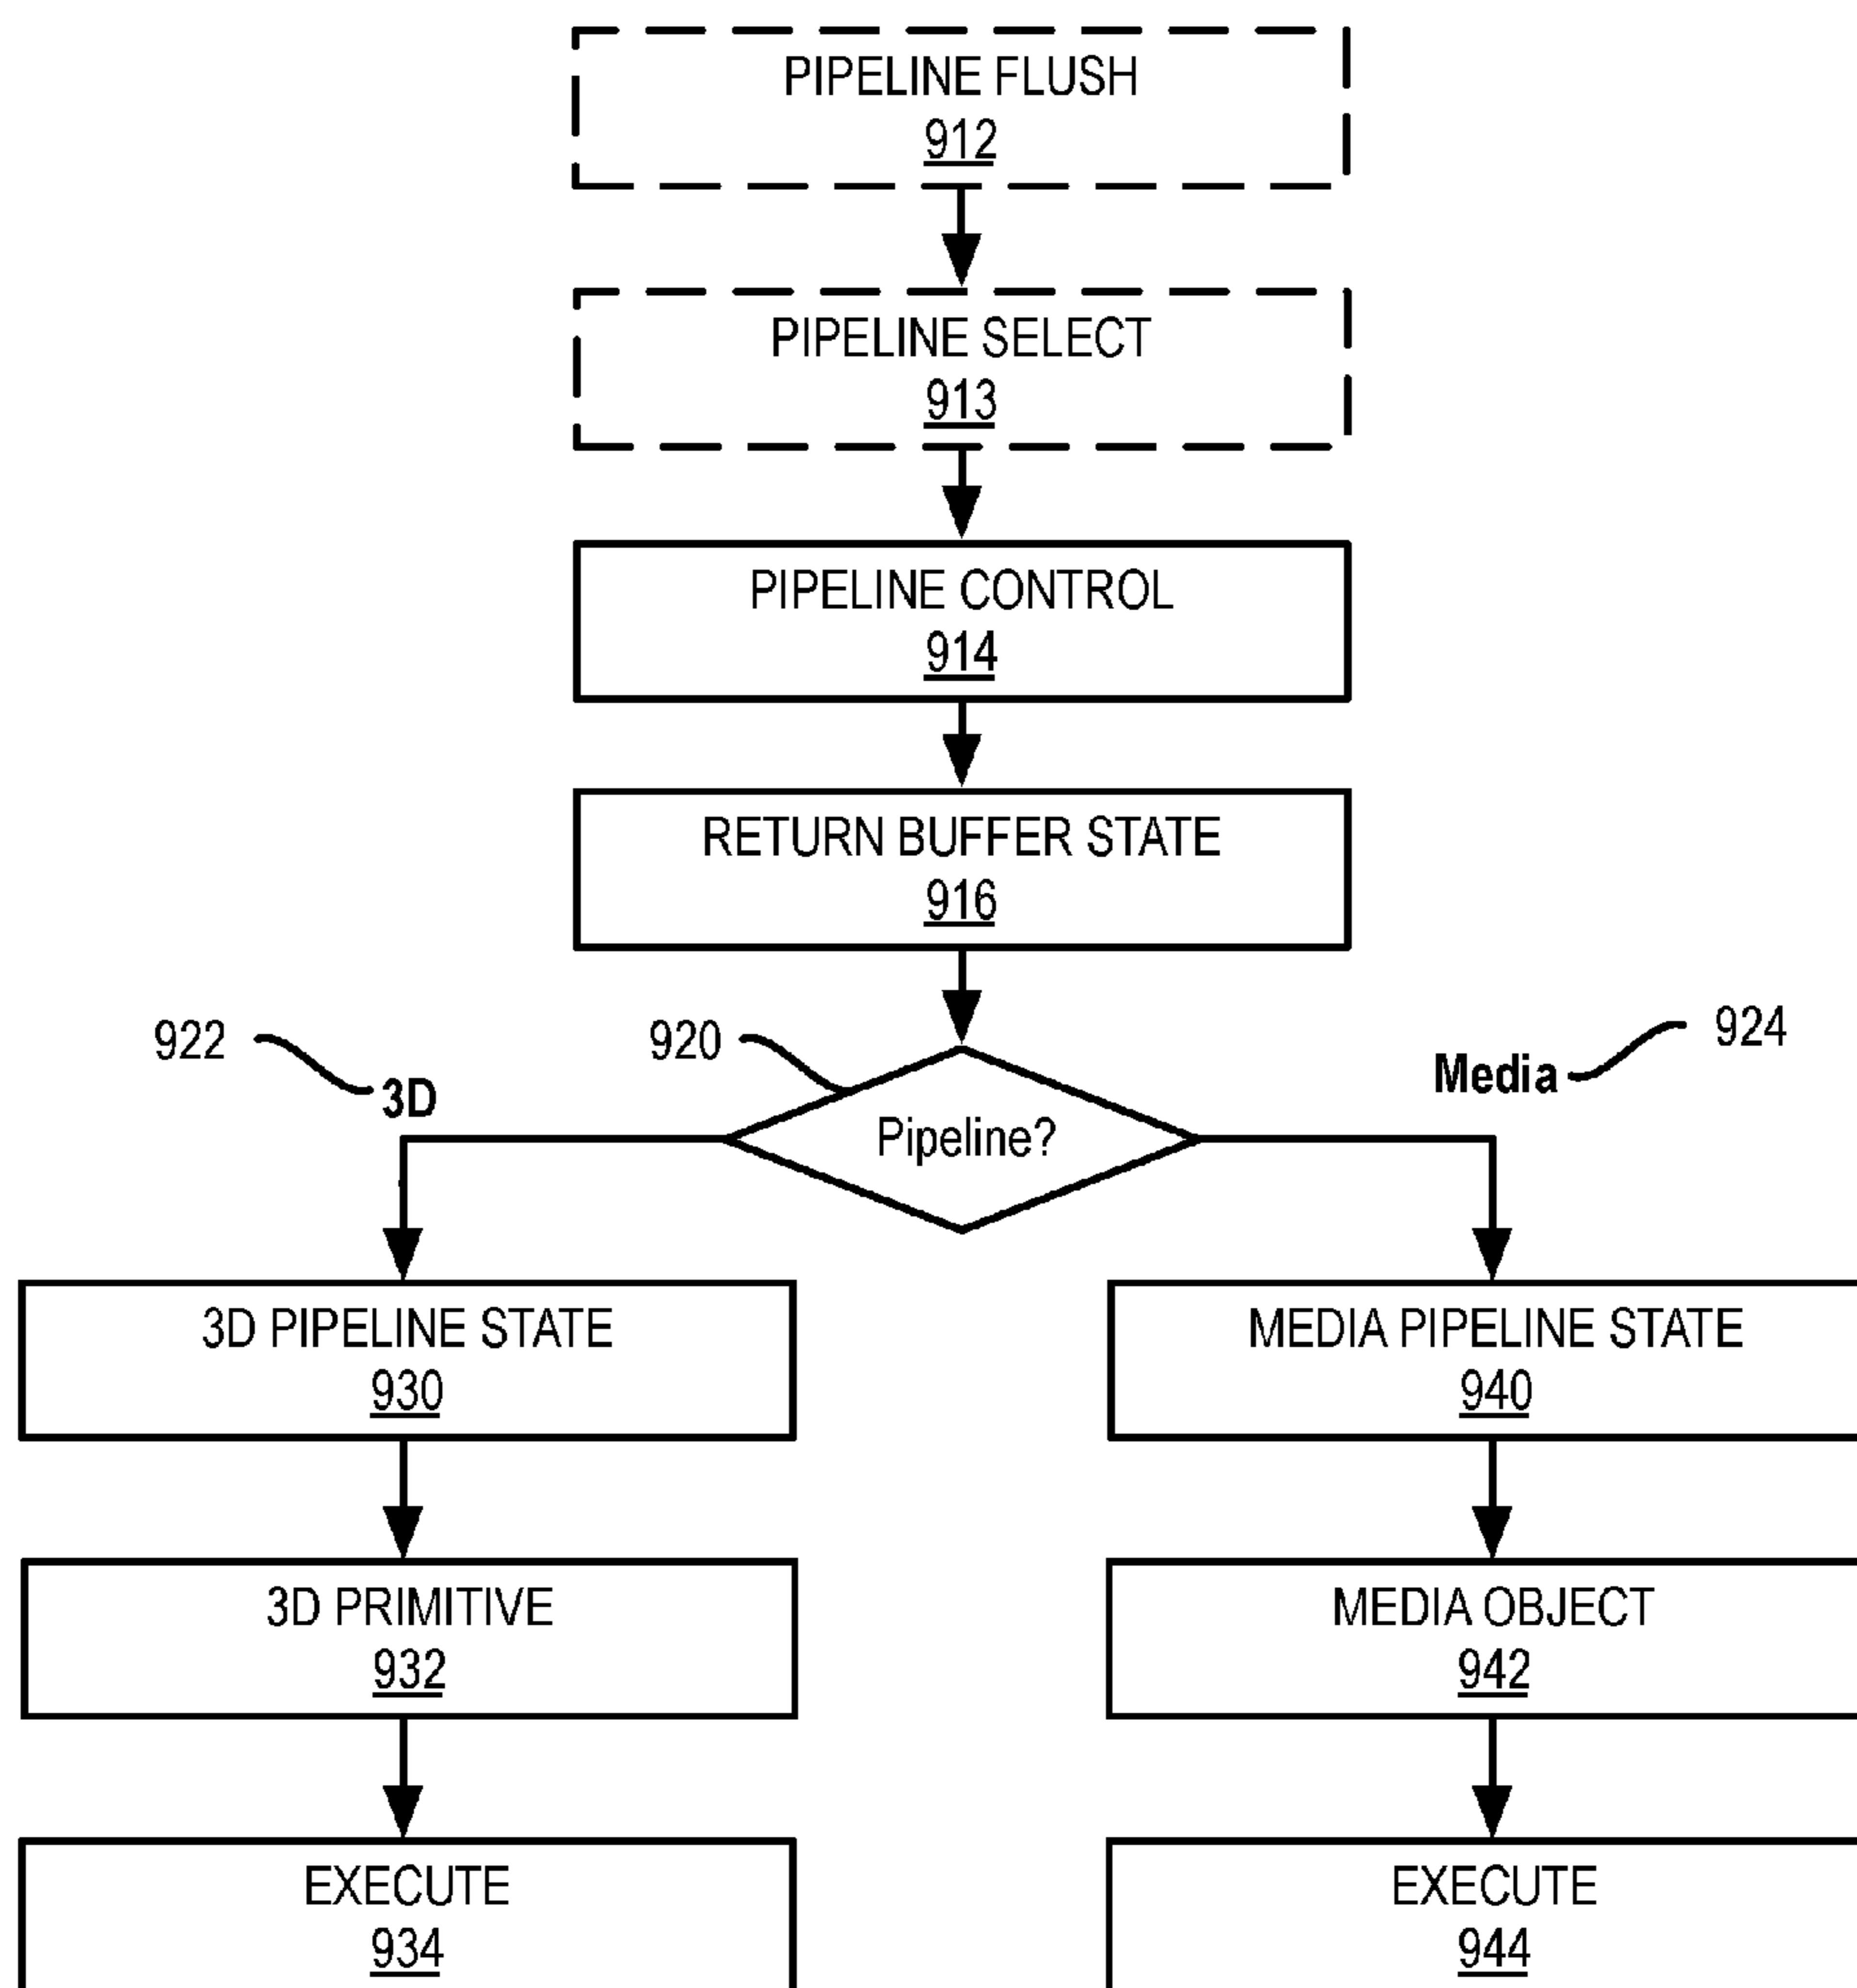 PIPELINE FLUSH
912
PIPELINE SELECT
913
PIPELINE CONTROL
914
RETURN BUFFER STATE
916
922
920
924
3D
Media
Pipeline?
3D PIPELINE STATE
930
MEDIA PIPELINE STATE
940
3D PRIMITIVE
932
MEDIA OBJECT
942
EXECUTE
934
EXECUTE
944